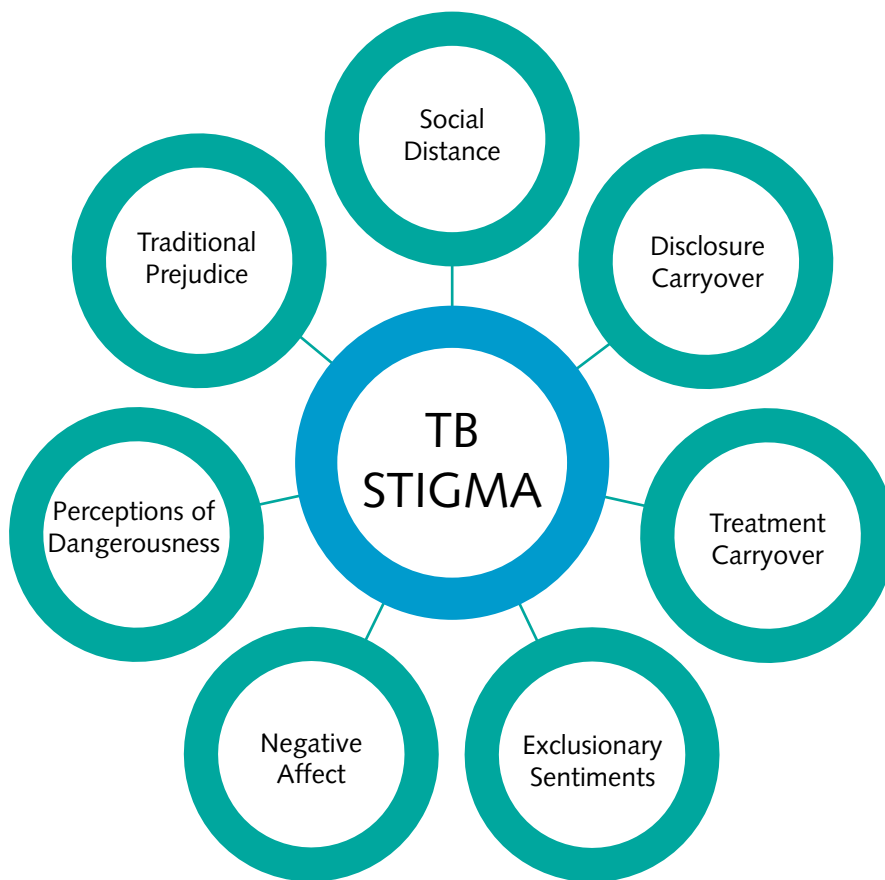 Social
Distance
Traditional
Prejudice
Disclosure
Carryover
TB
STIGMA
Perceptions of
Dangerousness
Treatment
Carryover
Negative
Affect
Exclusionary
Sentiments